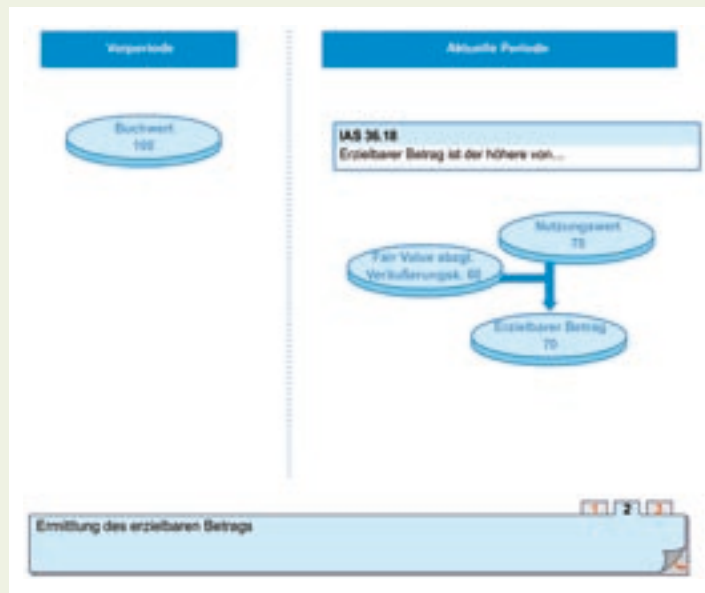 Vorperiode
Aktuelle Periode
Buchwert
100
IAS 36.18
Erzielbarer Betrag ist der höhere von...
Nutzungswert
70
Fair Value abzgl.
Veräußerungsk. 60
Erzielbarer Betrag
70
1 2 3
Ermittlung des erzielbaren Betrags